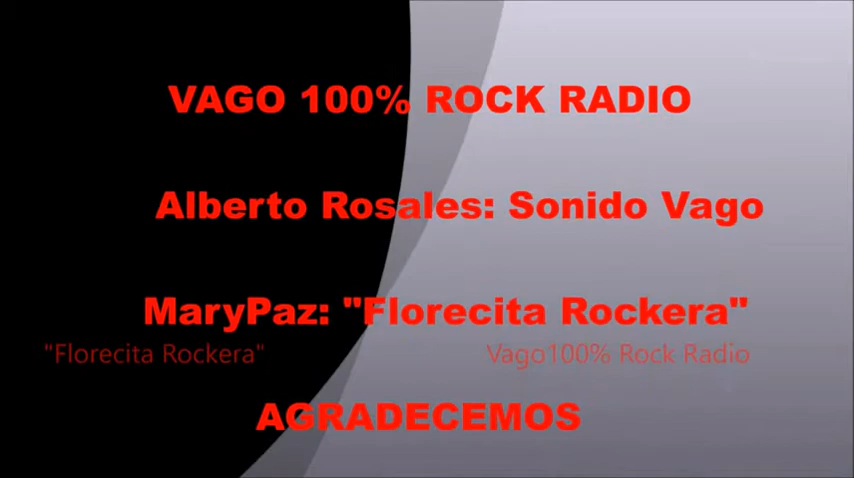 VAGO 100% ROCK RADIO
Alberto Rosales: Sonido Vago
MaryPaz: "Florecita Rockera"
"Florecita Rockera" Vago100% Rock Radio
AGRADECEMOS